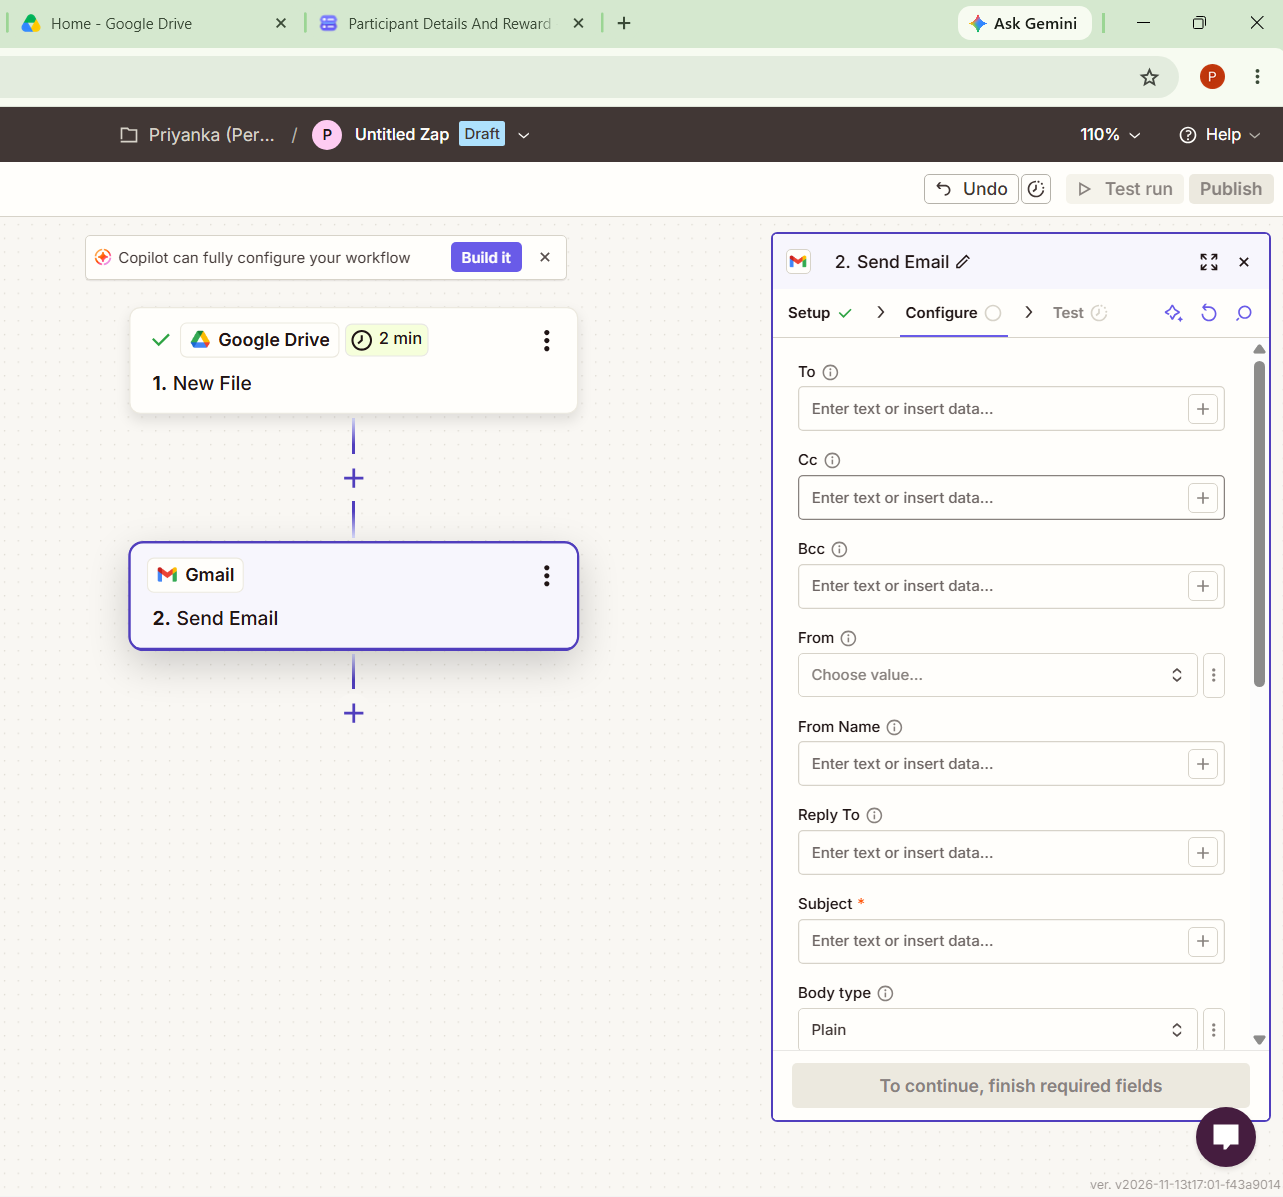 Home - Google Drive
Participant Details And Reward
Ask Gemini
P
Priyanka (Per... / P Untitled Zap Draft
110%
Help
Undo
Test run
Publish
Copilot can fully configure your workflow
Build it
Google Drive
2 min
1. New File
Gmail
2. Send Email
2. Send Email
Setup
Configure
Test
To
Enter text or insert data...
Cc
Enter text or insert data...
Bcc
Enter text or insert data...
From
Choose value...
From Name
Enter text or insert data...
Reply To
Enter text or insert data...
Subject *
Enter text or insert data...
Body type
Plain
To continue, finish required fields
ver. v2026-11-13t17:01-f43a9014